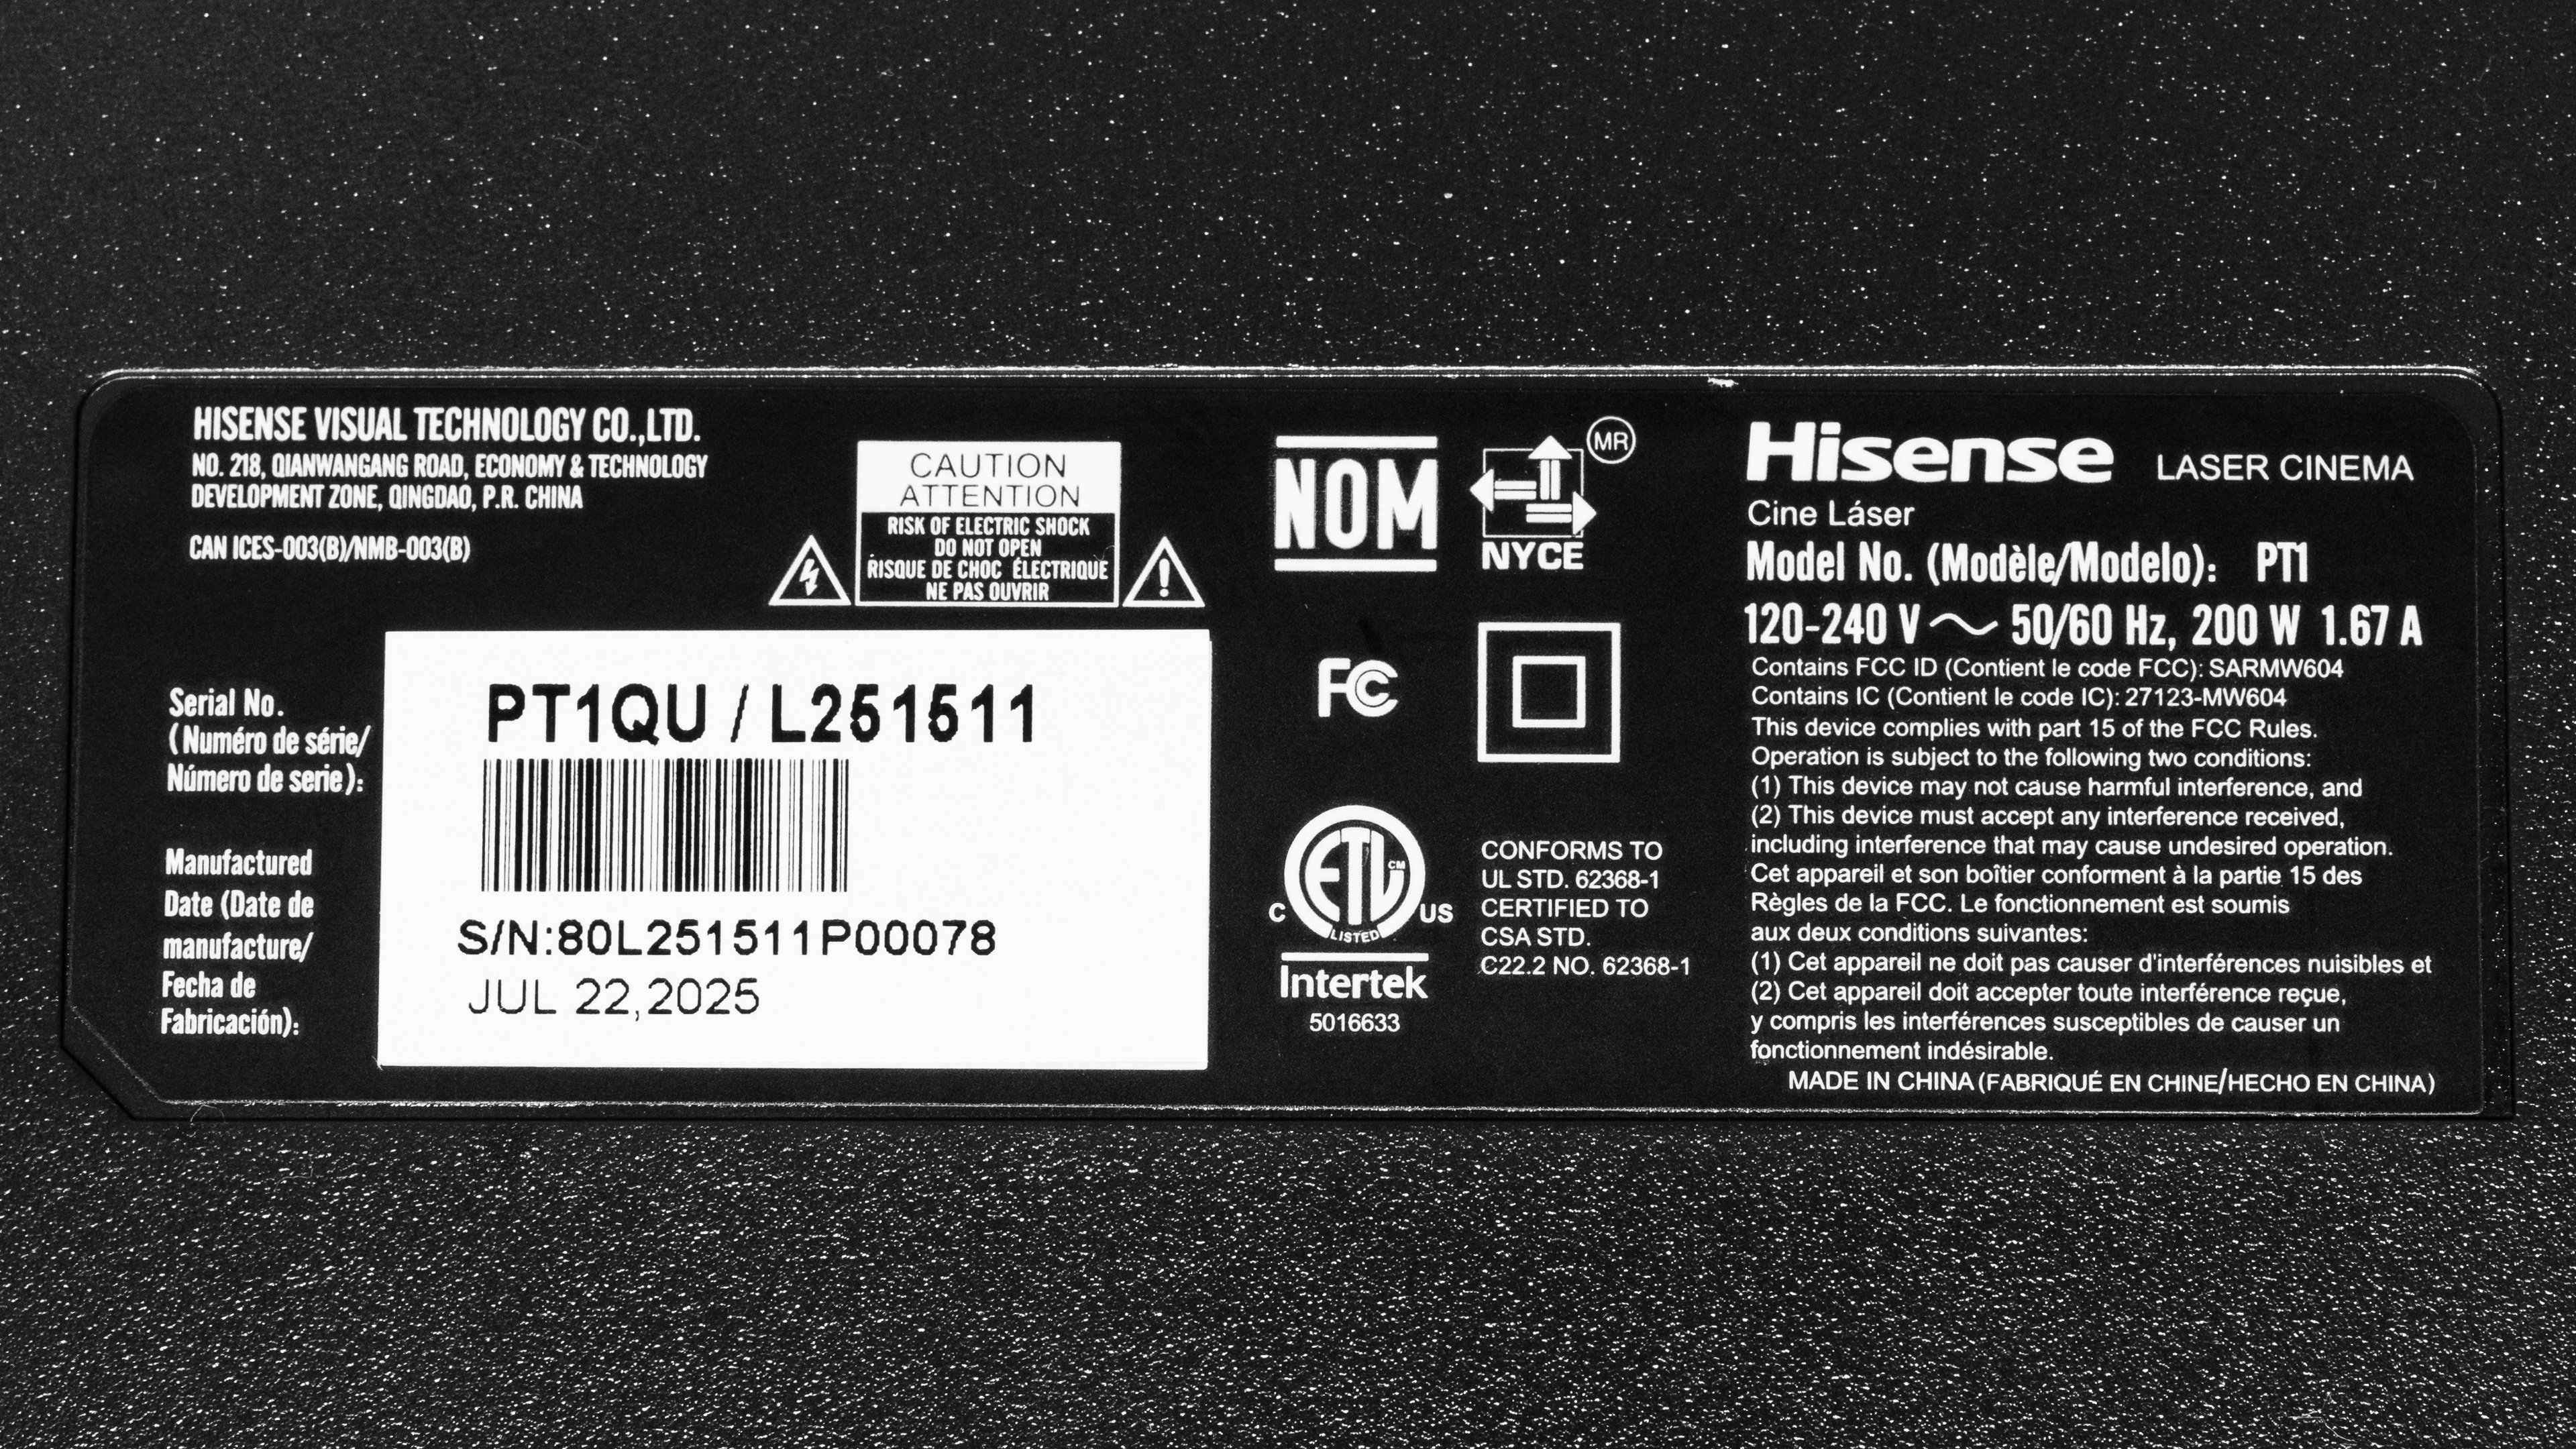 HISENSE VISUAL TECHNOLOGY CO.,LTD.
NO. 218, QIANWANGANG ROAD, ECONOMY & TECHNOLOGY
DEVELOPMENT ZONE, QINGDAO, P.R. CHINA
CAN ICES-003(B)/NMB-003(B)
CAUTION
ATTENTION
RISK OF ELECTRIC SHOCK
DO NOT OPEN
RISQUE DE CHOC ÉLECTRIQUE
NE PAS OUVRIR
Serial No.
(Numéro de série/
Número de serie):
Manufactured
Date (Date de
manufacture/
Fecha de
Fabricación):
PT1QU / L251511
S/N:80L251511P00078
JUL 22,2025
NOM
MR
NYCE
FC
ETL CM
C US
LISTED
Intertek
5016633
CONFORMS TO
UL STD. 62368-1
CERTIFIED TO
CSA STD.
C22.2 NO. 62368-1
Hisense LASER CINEMA
Cine Láser
Model No. (Modèle/Modelo): PT1
120-240 V ~ 50/60 Hz, 200 W 1.67 A
Contains FCC ID (Contient le code FCC): SARMW604
Contains IC (Contient le code IC): 27123-MW604
This device complies with part 15 of the FCC Rules.
Operation is subject to the following two conditions:
(1) This device may not cause harmful interference, and
(2) This device must accept any interference received,
including interference that may cause undesired operation.
Cet appareil et son boîtier conforment à la partie 15 des
Règles de la FCC. Le fonctionnement est soumis
aux deux conditions suivantes:
(1) Cet appareil ne doit pas causer d'interférences nuisibles et
(2) Cet appareil doit accepter toute interférence reçue,
y compris les interférences susceptibles de causer un
fonctionnement indésirable.
MADE IN CHINA (FABRIQUÉ EN CHINE/HECHO EN CHINA)